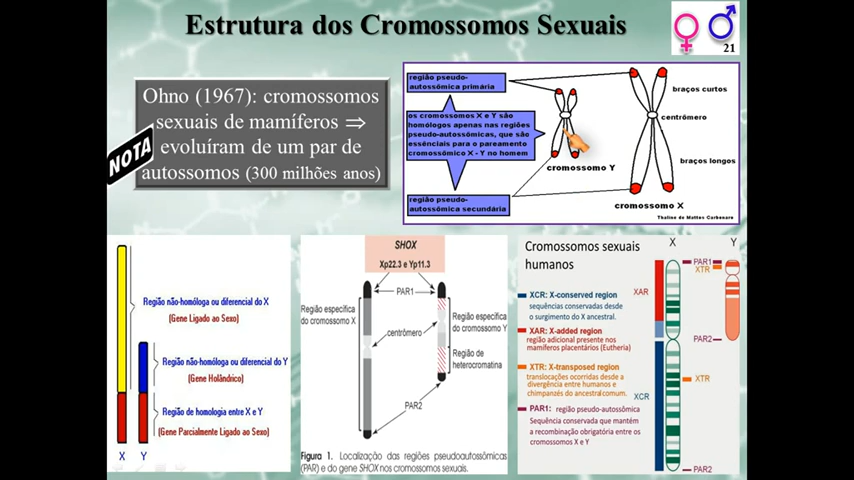 Estrutura dos Cromossomos Sexuais
21
NOTA
Ohno (1967): cromossomos
sexuais de mamíferos ⇒
evoluíram de um par de
autossomos (300 milhões anos)
região pseudo-
autossômica primária
os cromossomos X e Y são
homólogos apenas nas regiões
pseudo-autossômicas, que são
essênciais para o pareamento
cromossômico X - Y no homem
região pseudo-
autossômica secundária
cromossomo Y
braços curtos
centrômero
braços longos
cromossomo X
Thaline de Mattos Carbonaro
Região não-homóloga ou diferencial do X
(Gene Ligado ao Sexo)
Região não-homóloga ou diferencial do Y
(Gene Holândrico)
Região de homologia entre X e Y
(Gene Parcialmente Ligado ao Sexo)
X Y
SHOX
Xp22.3 e Yp11.3
PAR1
Região específica
do cromossomo X
centrômero
Região específica
do cromossomo Y
Região de
heterocromatina
PAR2
Figura 1. Localização das regiões pseudoautossômicas
(PAR) e do gene SHOX nos cromossomos sexuais.
Cromossomos sexuais
humanos
XCR: X-conserved region
sequências conservadas desde
o surgimento do X ancestral.
XAR: X-added region
região adicional presente nos
mamíferos placentários (Eutheria)
XTR: X-transposed region
translocações ocorridas desde a
divergência entre humanos e
chimpanzés do ancestral comum.
PAR1: região pseudo-autossômica
Sequência conservada que mantém
a recombinação obrigatória entre os
cromossomos X e Y
X
Y
PAR1
XTR
XAR
PAR2
XTR
XCR
PAR2